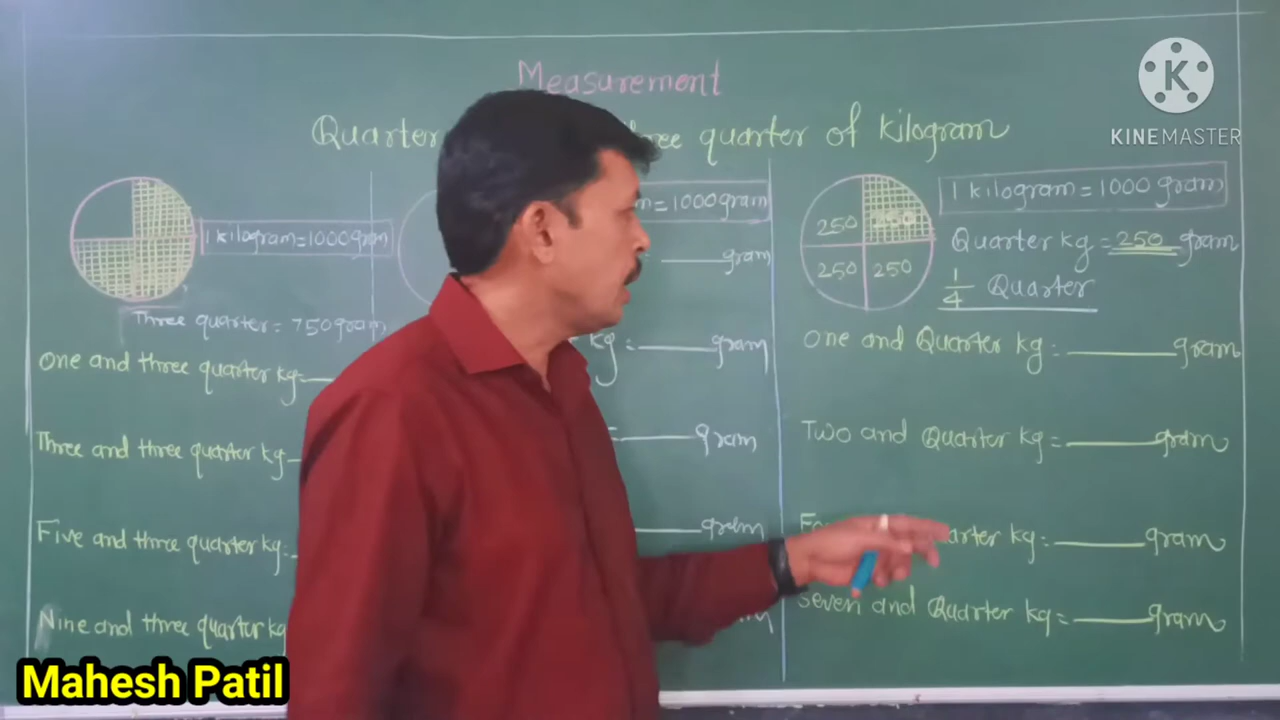 Measurement
Quarter three quarter of kilogram
KINEMASTER
1 kilogram=1000 gram
Three quarter = 750 gram
One and three quarter kg=
Three and three quarter kg=
Five and three quarter kg=
Nine and three quarter kg
=1000 gram
= gram
kg = gram
= gram
gram
250
250 250
1 kilogram = 1000 gram
Quarter kg = 250 gram
1/4 Quarter
One and Quarter kg = gram
Two and Quarter kg = gram
kg = gram
Seven and Quarter kg = gram
Mahesh Patil